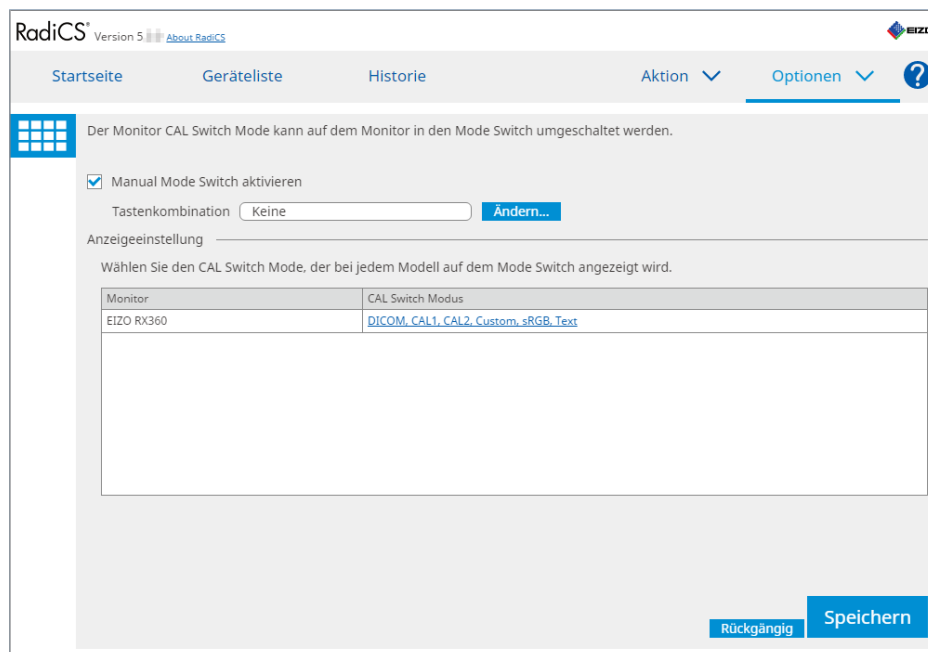 RadiCS® Version 5 About RadiCS
EIZO
Startseite Geräteliste Historie Aktion Optionen ?
Der Monitor CAL Switch Mode kann auf dem Monitor in den Mode Switch umgeschaltet werden.
Manual Mode Switch aktivieren
Tastenkombination Keine Ändern...
Anzeigeeinstellung
Wählen Sie den CAL Switch Mode, der bei jedem Modell auf dem Mode Switch angezeigt wird.
Monitor CAL Switch Modus
EIZO RX360 DICOM, CAL1, CAL2, Custom, sRGB, Text
Rückgängig Speichern